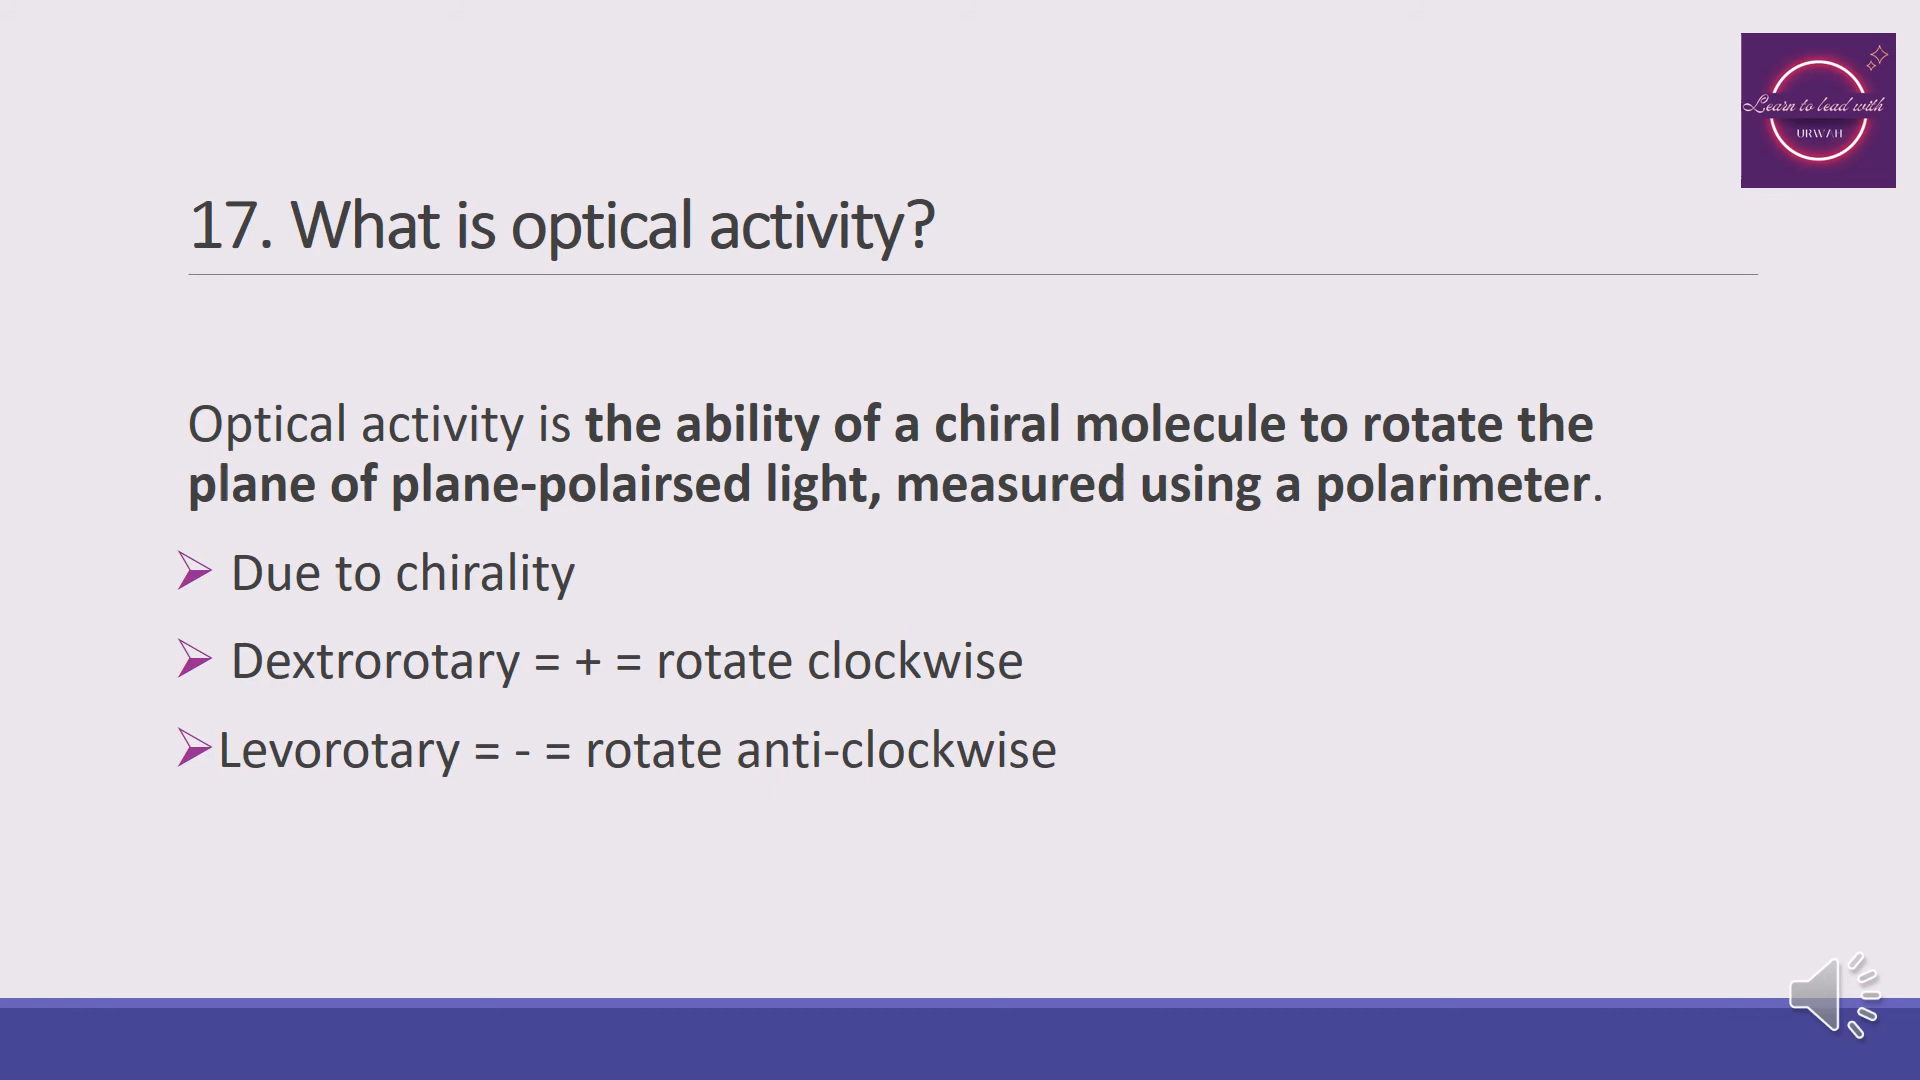 Learn to lead with
URWAH
17. What is optical activity?
Optical activity is the ability of a chiral molecule to rotate the
plane of plane-polairsed light, measured using a polarimeter.
Due to chirality
Dextrorotary = + = rotate clockwise
Levorotary = - = rotate anti-clockwise